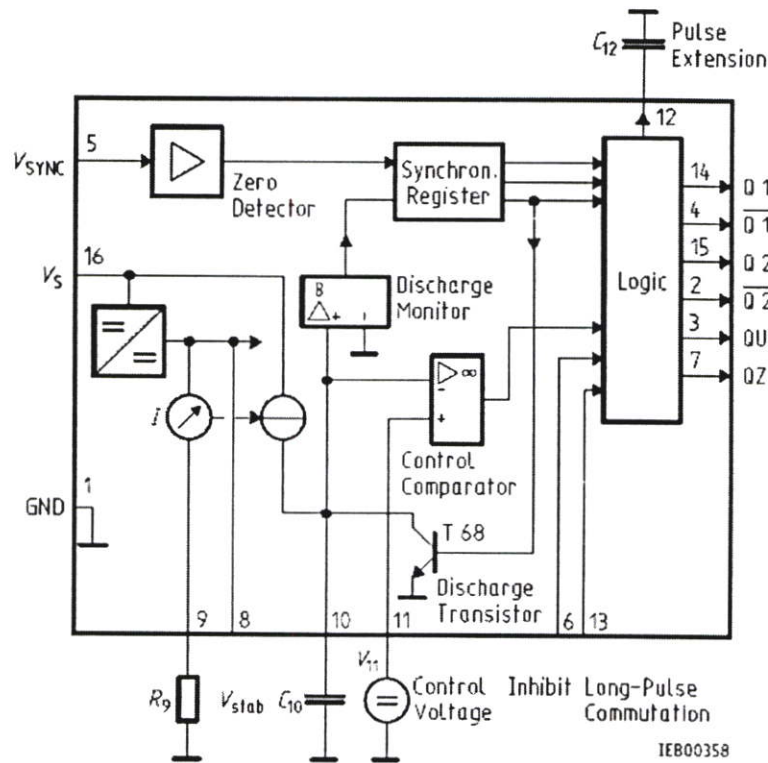 C12
Pulse
Extension
5
12
VSYNC
Zero
Detector
Synchron.
Register
14
Q 1
4
Q 1
15
Q 2
2
Q 2
3
QU
7
QZ
Logic
16
VS
8
+
-
Discharge
Monitor
I
∞
-
+
Control
Comparator
1
GND
T 68
Discharge
Transistor
9
8
10
11
6
13
V11
R9
Vstab
C10
Control
Voltage
Inhibit
Long-Pulse
Commutation
IEB00358